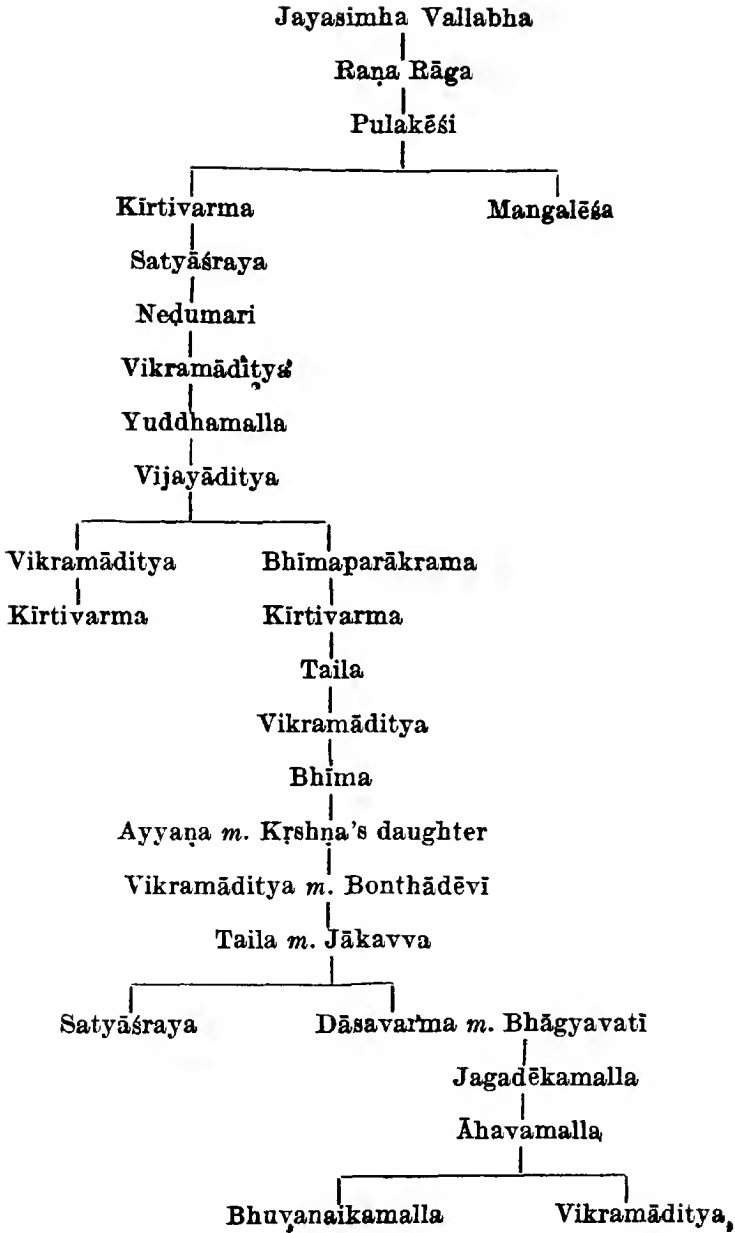 Jayasimha Vallabha
Raṇa Rāga
Pulakēśi
Kīrtivarma Mangalēśa
Satyāśraya
Neḍumari
Vikramāditya
Yuddhamalla
Vijayāditya
Vikramāditya Bhīmaparākrama
Kīrtivarma Kīrtivarma
Taila
Vikramāditya
Bhīma
Ayyaṇa m. Kṛshṇa's daughter
Vikramāditya m. Bonthādēvī
Taila m. Jākavva
Satyāśraya Dāsavarma m. Bhāgyavatī
Jagadēkamalla
Āhavamalla
Bhuvanaikamalla Vikramāditya